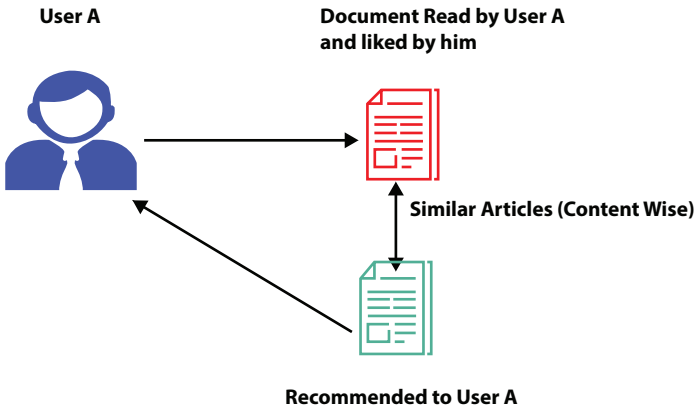 User A
Document Read by User A
and liked by him
Similar Articles (Content Wise)
Recommended to User A